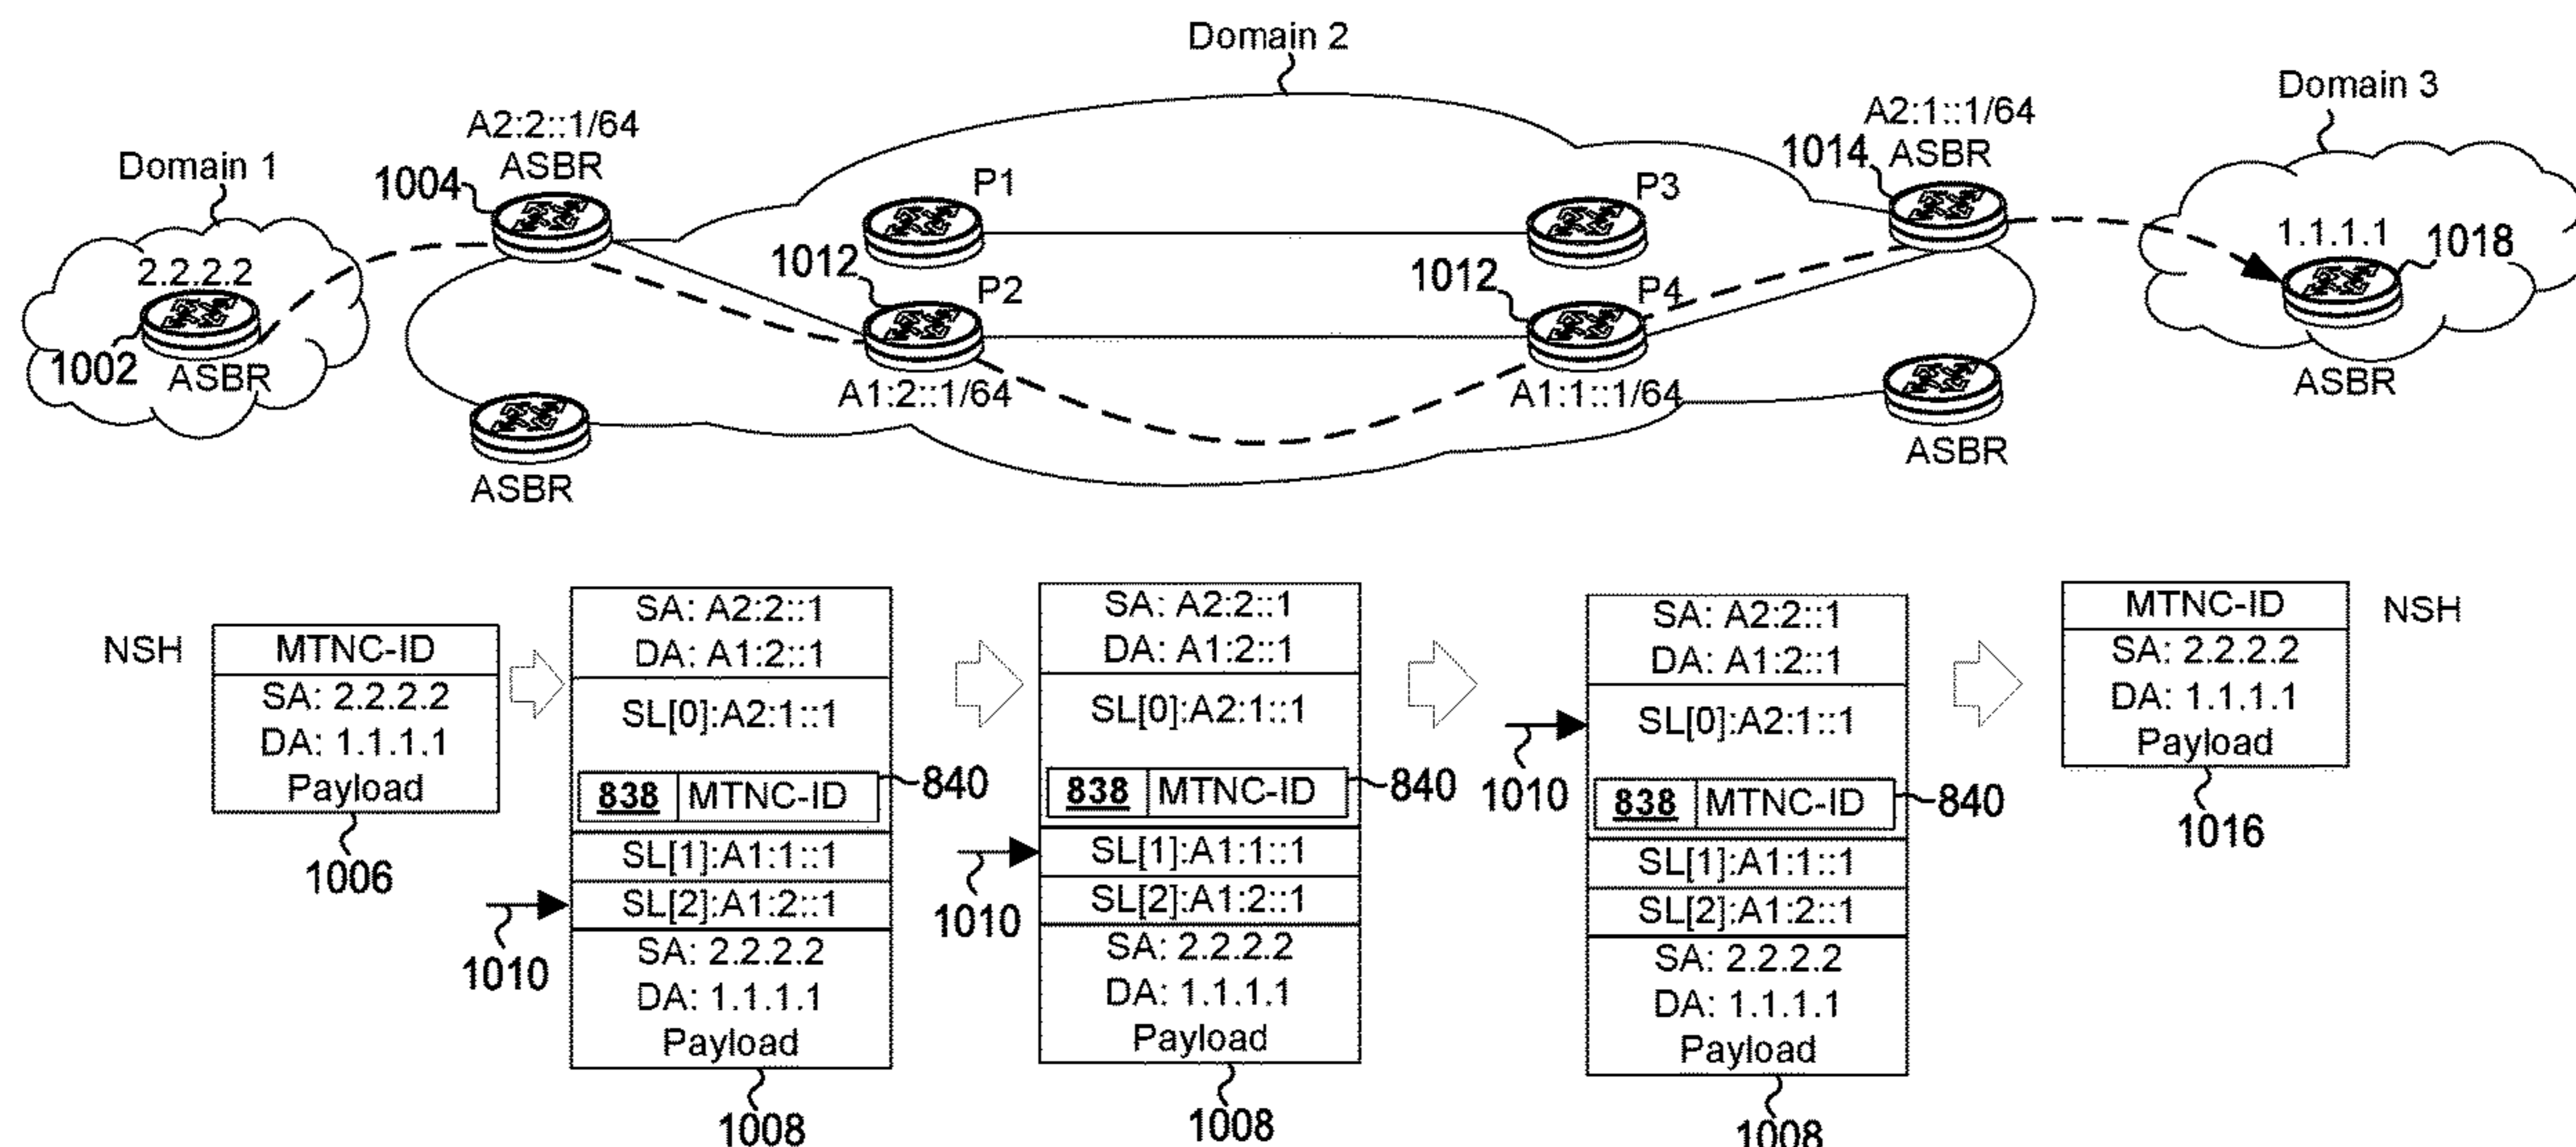 Domain 2
Domain 3
A2:1::1/64
A2:2::1/64
ASBR
1014
ASBR
Domain 1
1004
P1
P3
2.2.2.2
1012
P2
1012
P4
1.1.1.1
1018
1002
ASBR
A1:2::1/64
A1:1::1/64
ASBR
ASBR
ASBR
NSH
MTNC-ID
SA: 2.2.2.2
DA: 1.1.1.1
Payload
1006
SA: A2:2::1
DA: A1:2::1
SL[0]:A2:1::1
838 MTNC-ID
840
SL[1]:A1:1::1
SL[2]:A1:2::1
1010
SA: 2.2.2.2
DA: 1.1.1.1
Payload
1008
SA: A2:2::1
DA: A1:2::1
SL[0]:A2:1::1
838 MTNC-ID
840
SL[1]:A1:1::1
1010
SL[2]:A1:2::1
SA: 2.2.2.2
DA: 1.1.1.1
Payload
1008
SA: A2:2::1
DA: A1:2::1
SL[0]:A2:1::1
1010
838 MTNC-ID
840
SL[1]:A1:1::1
SL[2]:A1:2::1
SA: 2.2.2.2
DA: 1.1.1.1
Payload
1008
MTNC-ID
NSH
SA: 2.2.2.2
DA: 1.1.1.1
Payload
1016